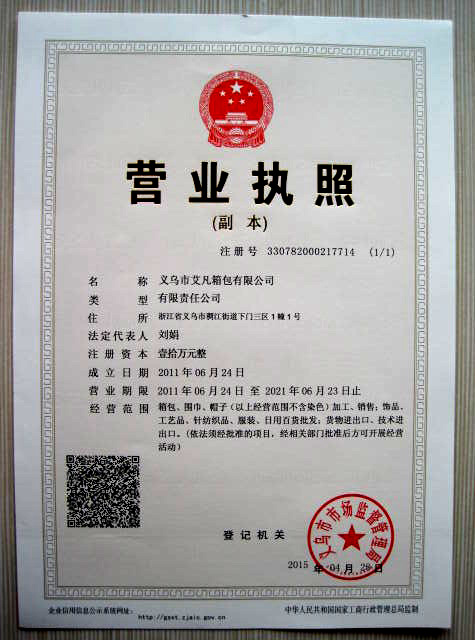 营业执照
(副 本)
注册号 330782000217714 (1/1)
名 称 义乌市艾凡箱包有限公司
类 型 有限责任公司
住 所 浙江省义乌市稠江街道下门三区1幢1号
法定代表人 刘娟
注册资本 壹拾万元整
成立日期 2011年06月24日
营业期限 2011年06月24日 至 2021年06月23日止
经营范围 箱包、围巾、帽子(以上经营范围不含染色)加工、销售;饰品、
工艺品、针纺织品、服装、日用百货批发;货物进出口、技术进
出口。(依法须经批准的项目,经相关部门批准后方可开展经营
活动)
登记机关
义乌市市场监督管理局
2015 年 04 月 28 日
企业信用信息公示系统网址: http://gsxt.zjaic.gov.cn
中华人民共和国国家工商行政管理总局监制